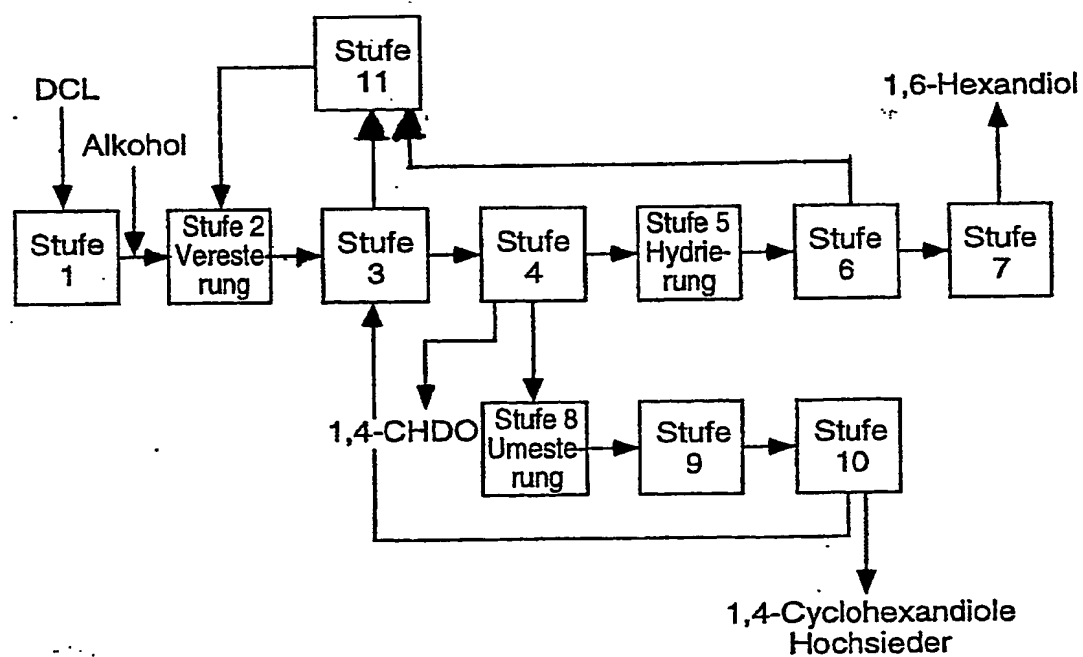 Stufe
11
DCL
1,6-Hexandiol
Alkohol
Stufe
1
Stufe 2
Vereste-
rung
Stufe
3
Stufe
4
Stufe 5
Hydrie-
rung
Stufe
6
Stufe
7
1,4-CHDO
Stufe 8
Umeste-
rung
Stufe
9
Stufe
10
1,4-Cyclohexandiole
Hochsieder